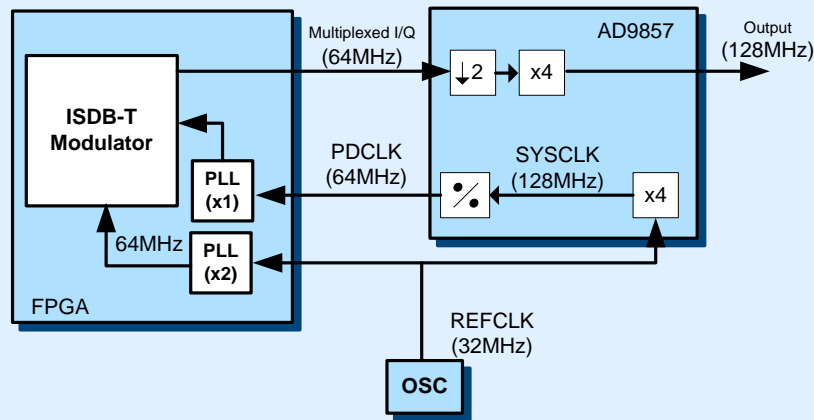 Multiplexed I/Q
(64MHz)
AD9857
Output
(128MHz)
↓2
x4
ISDB-T
Modulator
PDCLK
(64MHz)
SYSCLK
(128MHz)
PLL
(x1)
x4
64MHz
PLL
(x2)
FPGA
REFCLK
(32MHz)
OSC